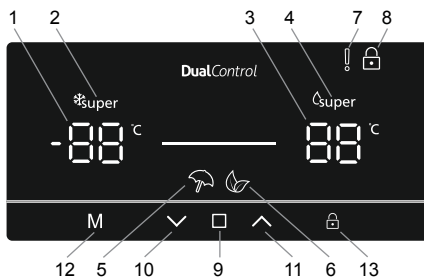 1 2 3 4 7 8
DualControl
super super
-88 °C 88 °C
M
12 5 10 9 11 6 13